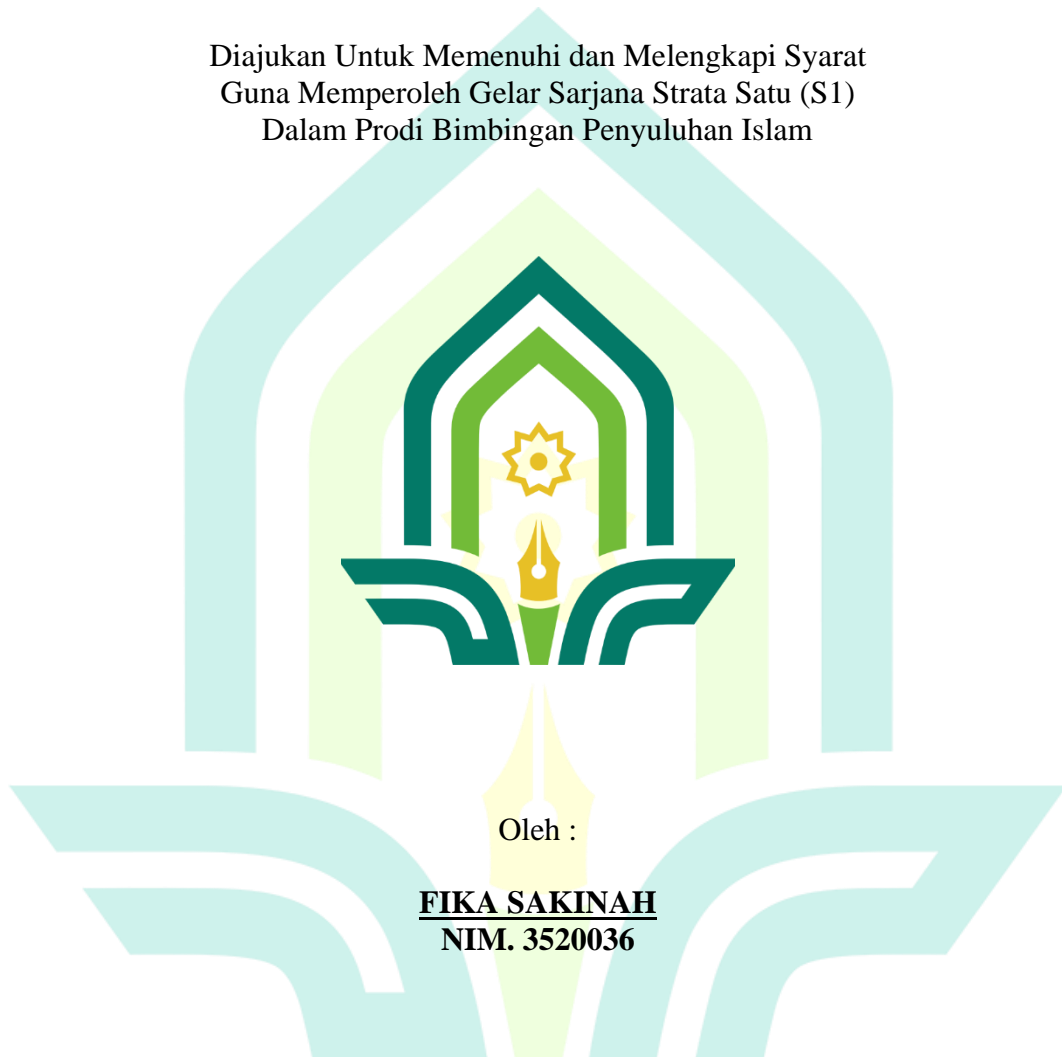 Diajukan Untuk Memenuhi dan Melengkapi Syarat
Guna Memperoleh Gelar Sarjana Strata Satu (S1)
Dalam Prodi Bimbingan Penyuluhan Islam
Oleh :
FIKA SAKINAH
NIM. 3520036